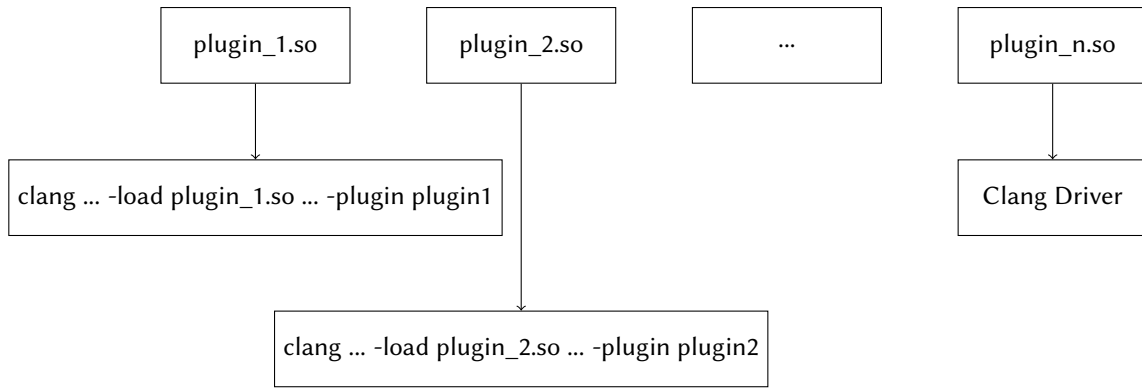 plugin_1.so
plugin_2.so
...
plugin_n.so
clang ... -load plugin_1.so ... -plugin plugin1
Clang Driver
clang ... -load plugin_2.so ... -plugin plugin2